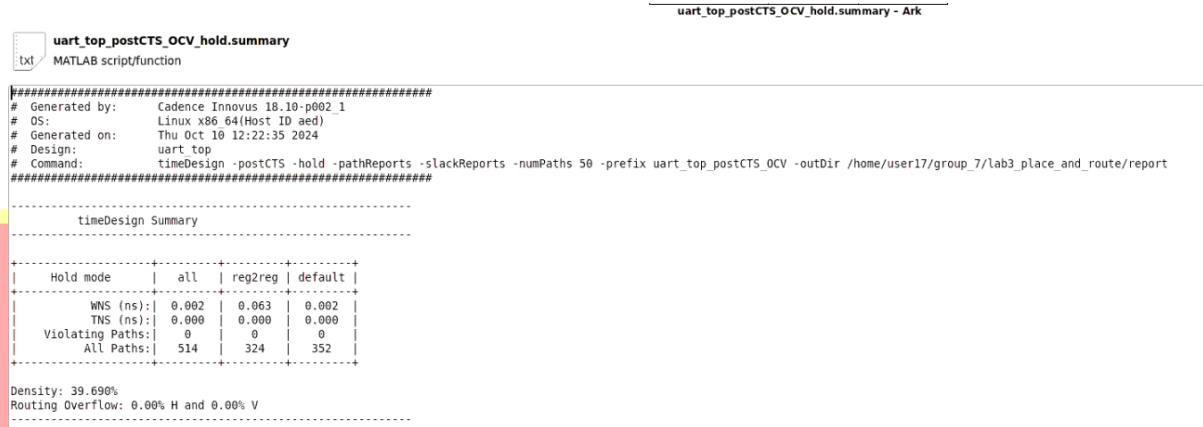 uart_top_postCTS_OCV_hold.summary – Ark
uart_top_postCTS_OCV_hold.summary
txt
MATLAB script/function
###############################################################
#  Generated by:      Cadence Innovus 18.10-p002_1
#  OS:                Linux x86_64(Host ID aed)
#  Generated on:      Thu Oct 10 12:22:35 2024
#  Design:            uart_top
#  Command:           timeDesign -postCTS -hold -pathReports -slackReports -numPaths 50 -prefix uart_top_postCTS_OCV -outDir /home/user17/group_7/lab3_place_and_route/report
###############################################################
------------------------------------------------------------
          timeDesign Summary
------------------------------------------------------------
+--------------------+---------+---------+---------+
|     Hold mode      |   all   | reg2reg | default |
+--------------------+---------+---------+---------+
|           WNS (ns):|  0.002  |  0.063  |  0.002  |
|           TNS (ns):|  0.000  |  0.000  |  0.000  |
|    Violating Paths:|    0    |    0    |    0    |
|          All Paths:|   514   |   324   |   352   |
+--------------------+---------+---------+---------+
Density: 39.690%
Routing Overflow: 0.00% H and 0.00% V
------------------------------------------------------------